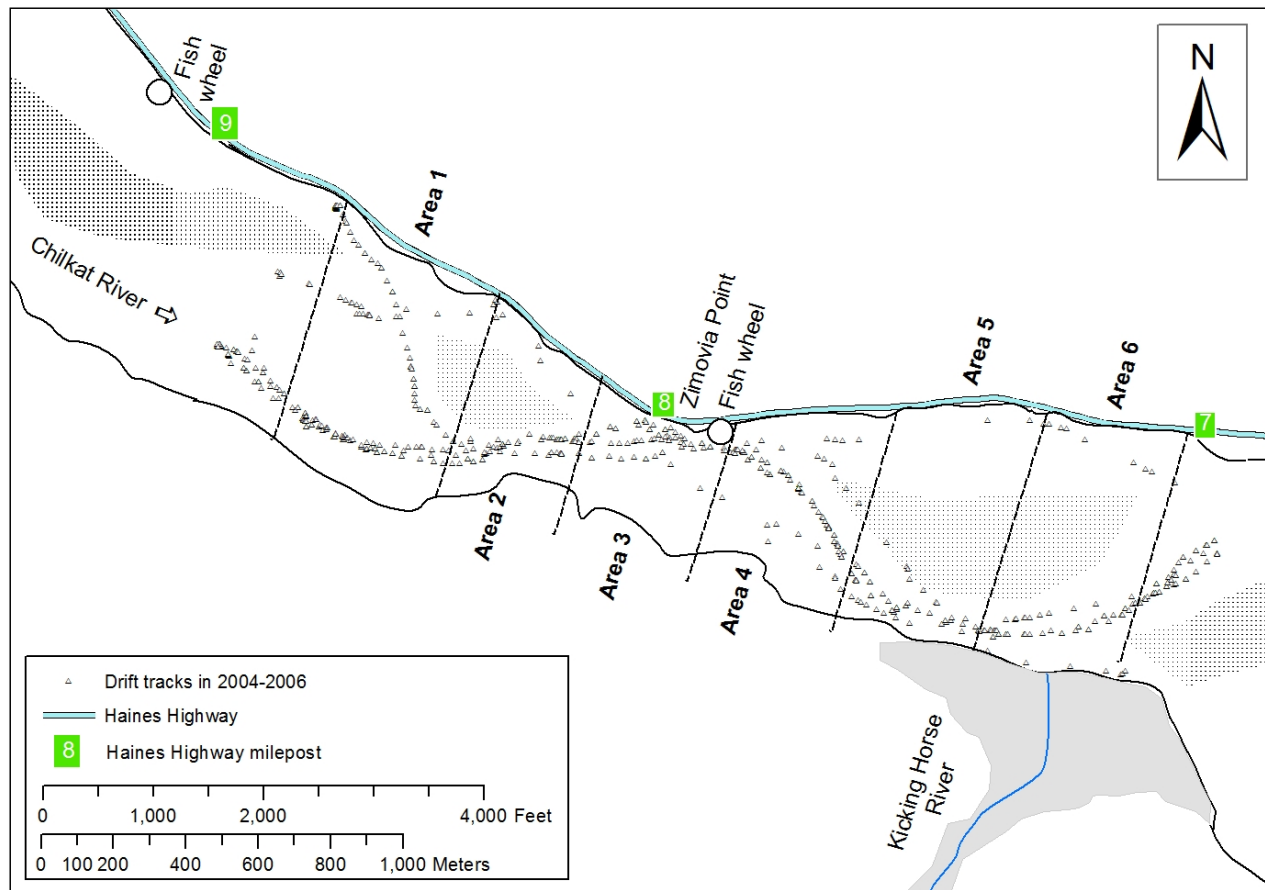 N
Fish
wheel
9
Area 1
Chilkat River
Zimovia Point
Fish wheel
8
Area 5
Area 6
7
Area 2
Area 3
Area 4
Kicking Horse
River
Drift tracks in 2004-2006
Haines Highway
8 Haines Highway milepost
0 1,000 2,000 4,000 Feet
0 100 200 400 600 800 1,000 Meters